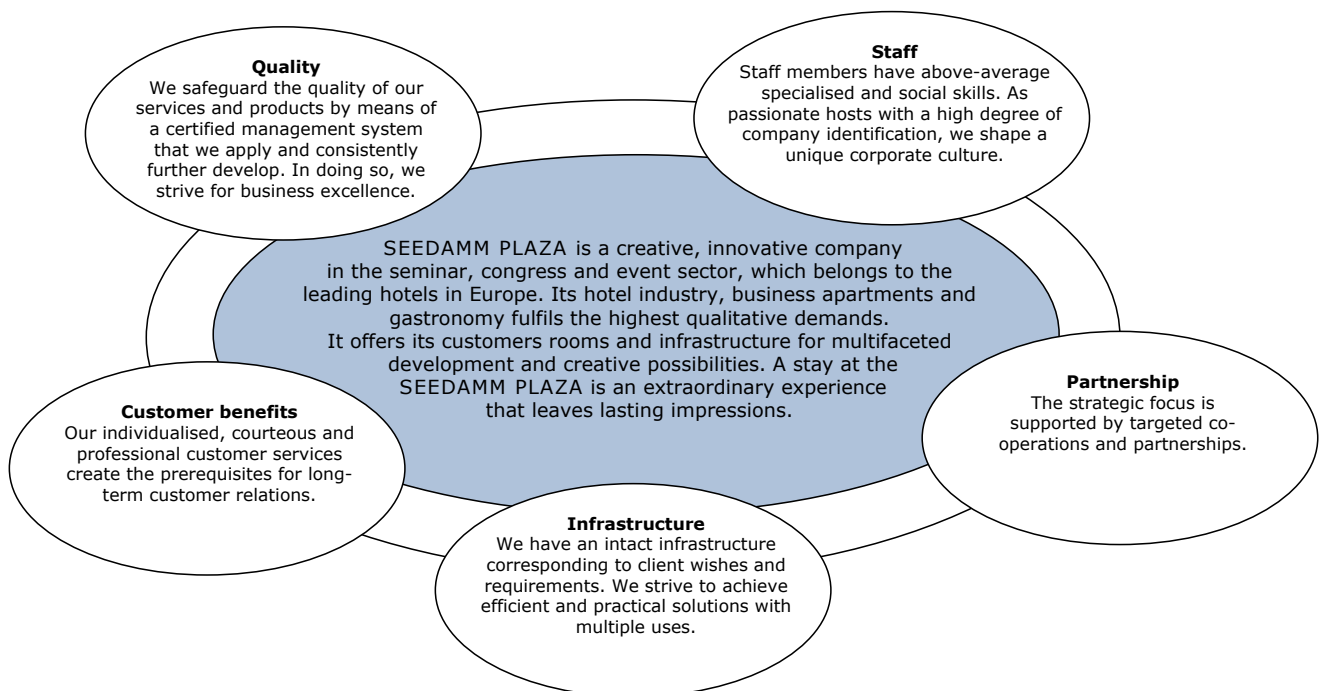 Quality
We safeguard the quality of our
services and products by means of
a certified management system
that we apply and consistently
further develop. In doing so, we
strive for business excellence.
Staff
Staff members have above-average
specialised and social skills. As
passionate hosts with a high degree of
company identification, we shape a
unique corporate culture.
SEEDAMM PLAZA is a creative, innovative company
in the seminar, congress and event sector, which belongs to the
leading hotels in Europe. Its hotel industry, business apartments and
gastronomy fulfils the highest qualitative demands.
It offers its customers rooms and infrastructure for multifaceted
development and creative possibilities. A stay at the
SEEDAMM PLAZA is an extraordinary experience
that leaves lasting impressions.
Customer benefits
Our individualised, courteous and
professional customer services
create the prerequisites for long-
term customer relations.
Partnership
The strategic focus is
supported by targeted co-
operations and partnerships.
Infrastructure
We have an intact infrastructure
corresponding to client wishes and
requirements. We strive to achieve
efficient and practical solutions with
multiple uses.